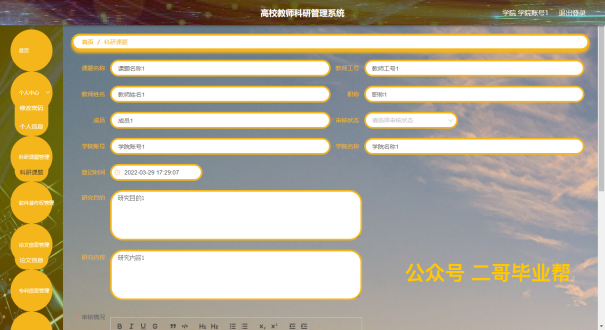 高校教师科研管理系统
学院 学院账号1 退出登录
首页
首页 / 科研课题
课题名称 课题名称1 教师工号 教师工号1
教师姓名 教师姓名1 职称 职称1
个人中心
修改密码
个人信息
成员 成员1 审核状态 请选择审核状态
学院账号 学院账号1 学院名称 学院名称1
科研课题管理
科研课题
登记时间 2022-03-29 17:29:07
研究目的 研究目的1
软件著作权管理
论文信息管理
论文信息
研究内容 研究内容1
公众号 二哥毕业帮
专利信息管理
审核情况
B I U S H1 H2 x₂ x²